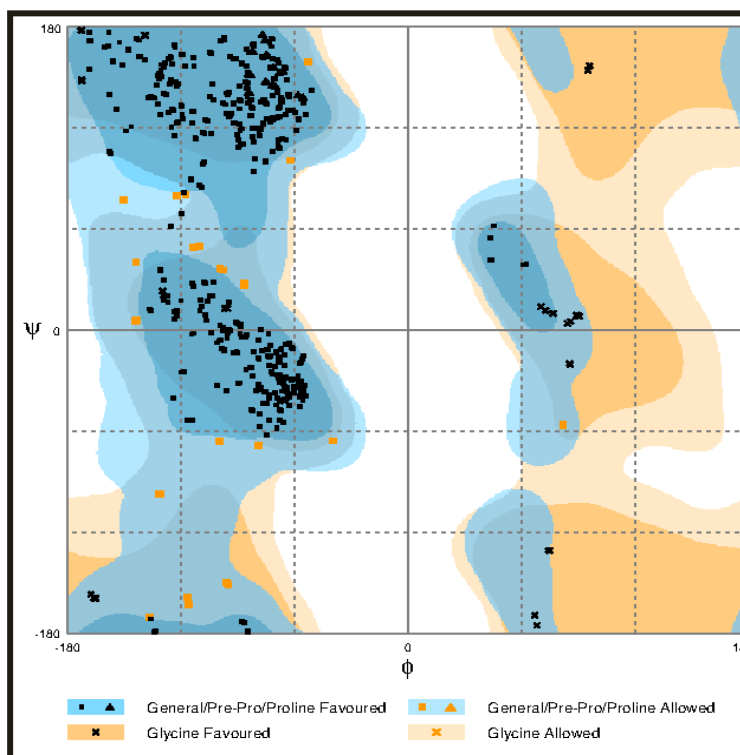 180
Ψ
0
-180
-180
0
18
Φ
General/Pre-Pro/Proline Favoured
General/Pre-Pro/Proline Allowed
Glycine Favoured
Glycine Allowed